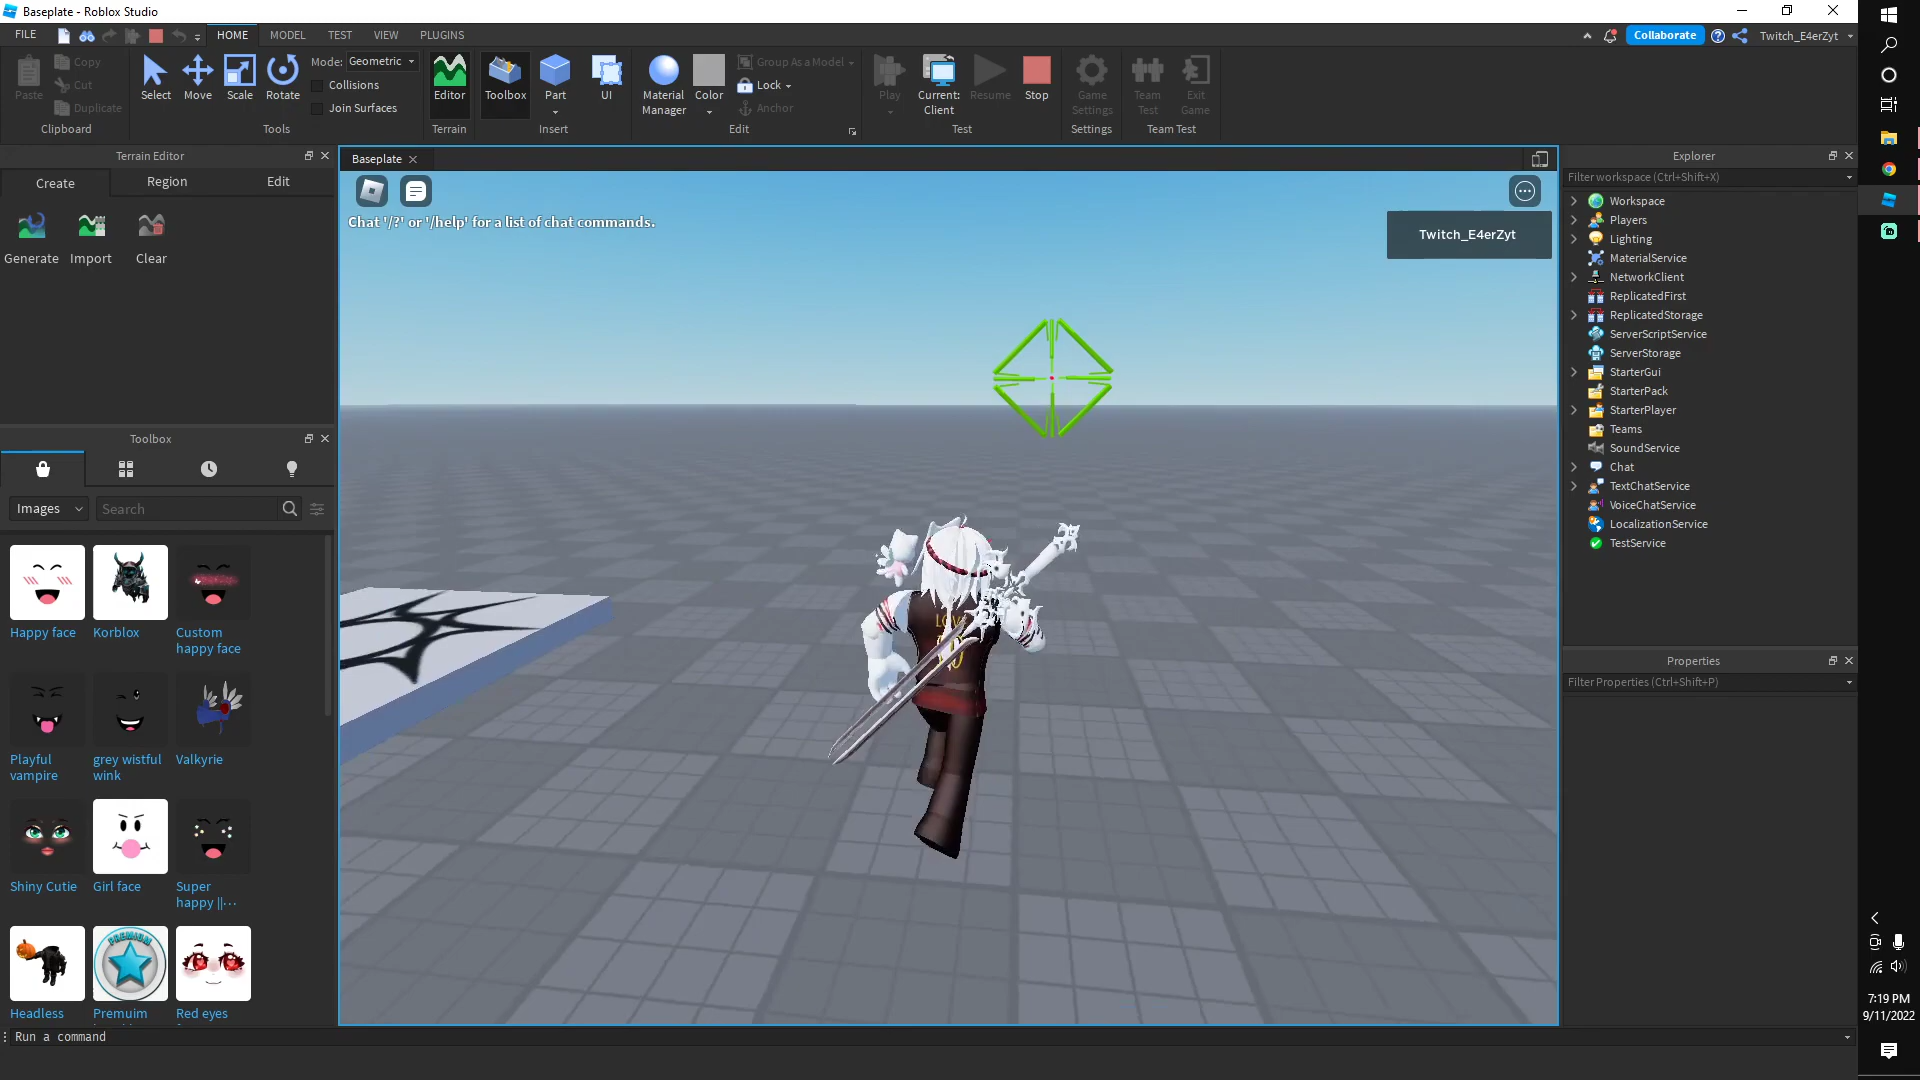 Baseplate - Roblox Studio
FILE
HOME
MODEL
TEST
VIEW
PLUGINS
Collaborate
Twitch_E4erZyt
Paste
Copy
Cut
Duplicate
Clipboard
Select
Move
Scale
Rotate
Mode:
Geometric
Collisions
Join Surfaces
Tools
Editor
Terrain
Toolbox
Part
UI
Insert
Material
Manager
Color
Group As a Model
Lock
Anchor
Edit
Play
Current:
Client
Resume
Stop
Test
Game
Settings
Settings
Team
Test
Exit
Game
Team Test
Terrain Editor
Create
Region
Edit
Generate
Import
Clear
Toolbox
Images
Search
Happy face
Korblox
Custom
happy face
Playful
vampire
grey wistful
wink
Valkyrie
Shiny Cutie
Girl face
Super
happy ||···
PREMIUM
Headless
Premuim
Red eyes
Run a command
Baseplate
Chat '/?' or '/help' for a list of chat commands.
Twitch_E4erZyt
Explorer
Filter workspace (Ctrl+Shift+X)
Workspace
Players
Lighting
MaterialService
NetworkClient
ReplicatedFirst
ReplicatedStorage
ServerScriptService
ServerStorage
StarterGui
StarterPack
StarterPlayer
Teams
SoundService
Chat
TextChatService
VoiceChatService
LocalizationService
TestService
Properties
Filter Properties (Ctrl+Shift+P)
7:19 PM
9/11/2022